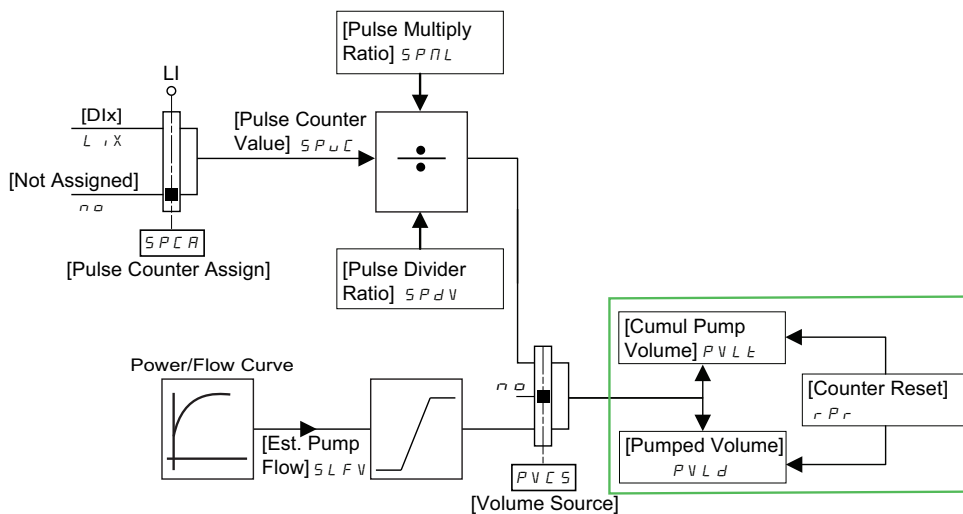 [Pulse Multiply
Ratio] SPML
LI
[DIx]
LiX
[Pulse Counter
Value] SPuC
[Not Assigned]
no
SPCA
[Pulse Counter Assign]
[Pulse Divider
Ratio] SPdV
[Cumul Pump
Volume] PVLt
Power/Flow Curve
no
[Counter Reset]
rPr
[Est. Pump
Flow] SLFV
[Pumped Volume]
PVLd
PVCS
[Volume Source]